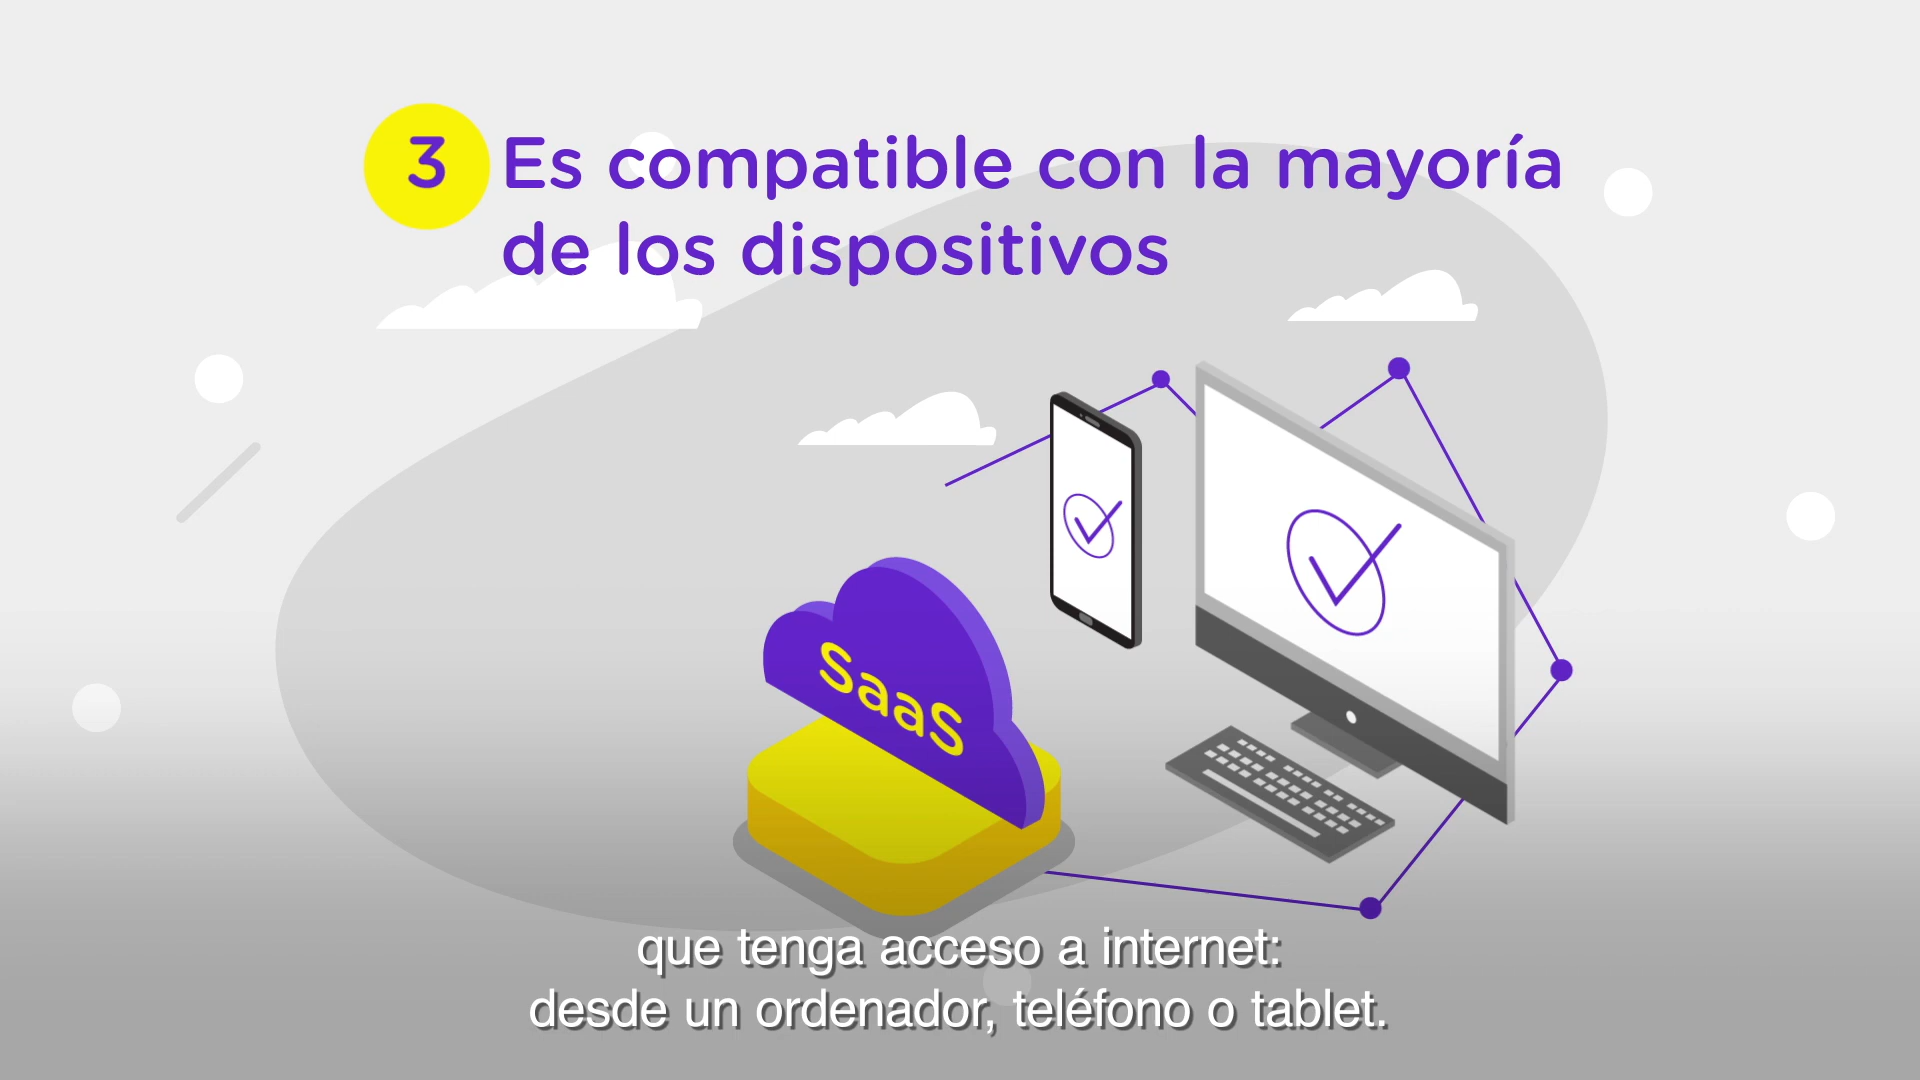 3 Es compatible con la mayoría
de los dispositivos
SaaS
que tenga acceso a internet:
desde un ordenador, teléfono o tablet.